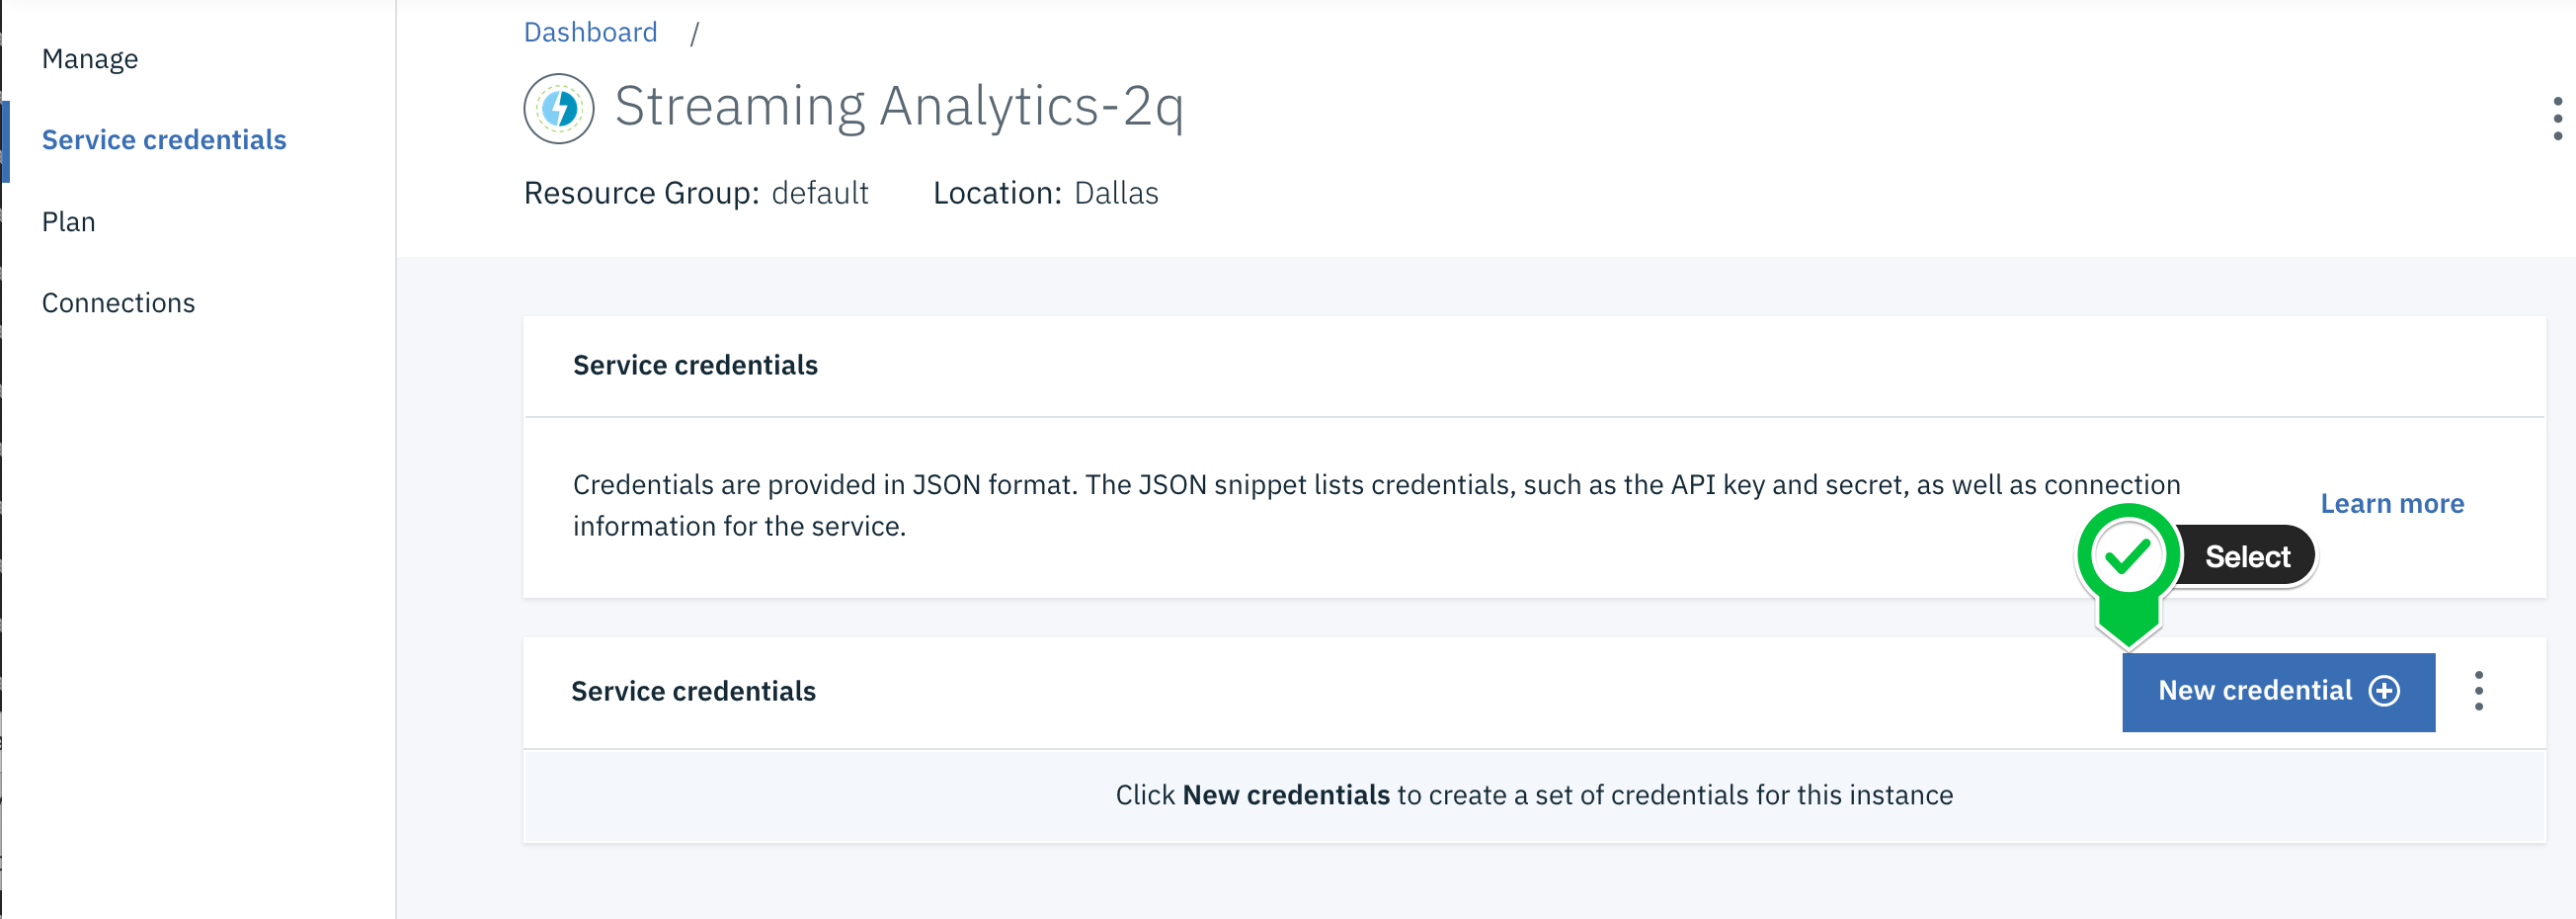 Manage
Service credentials
Plan
Connections
Dashboard /
Streaming Analytics-2q
Resource Group: default Location: Dallas
Service credentials
Credentials are provided in JSON format. The JSON snippet lists credentials, such as the API key and secret, as well as connection
information for the service.
Learn more
Select
Service credentials
New credential
Click New credentials to create a set of credentials for this instance